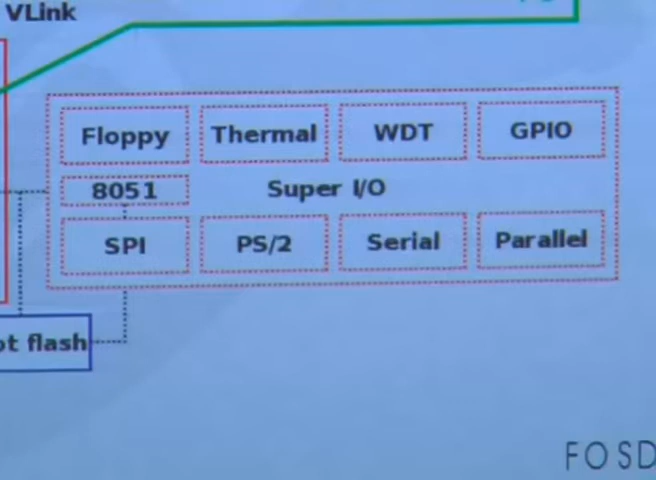 VLink
Floppy Thermal WDT GPIO
8051 Super I/O
SPI PS/2 Serial Parallel
ot flash
FOSD